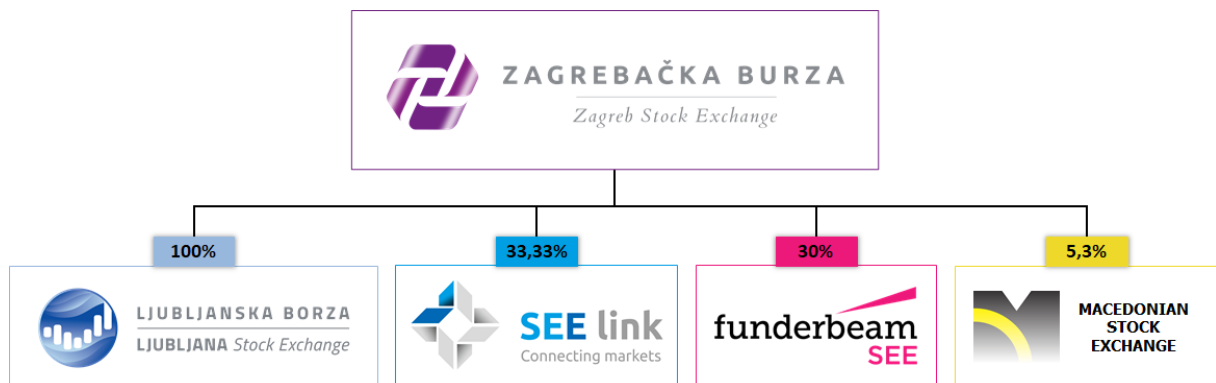 ZAGREBAČKA BURZA
Zagreb Stock Exchange
100%
33,33%
30%
5,3%
LJUBLJANSKA BORZA
LJUBLJANA Stock Exchange
SEE link
Connecting markets
funderbeam
SEE
MACEDONIAN
STOCK
EXCHANGE